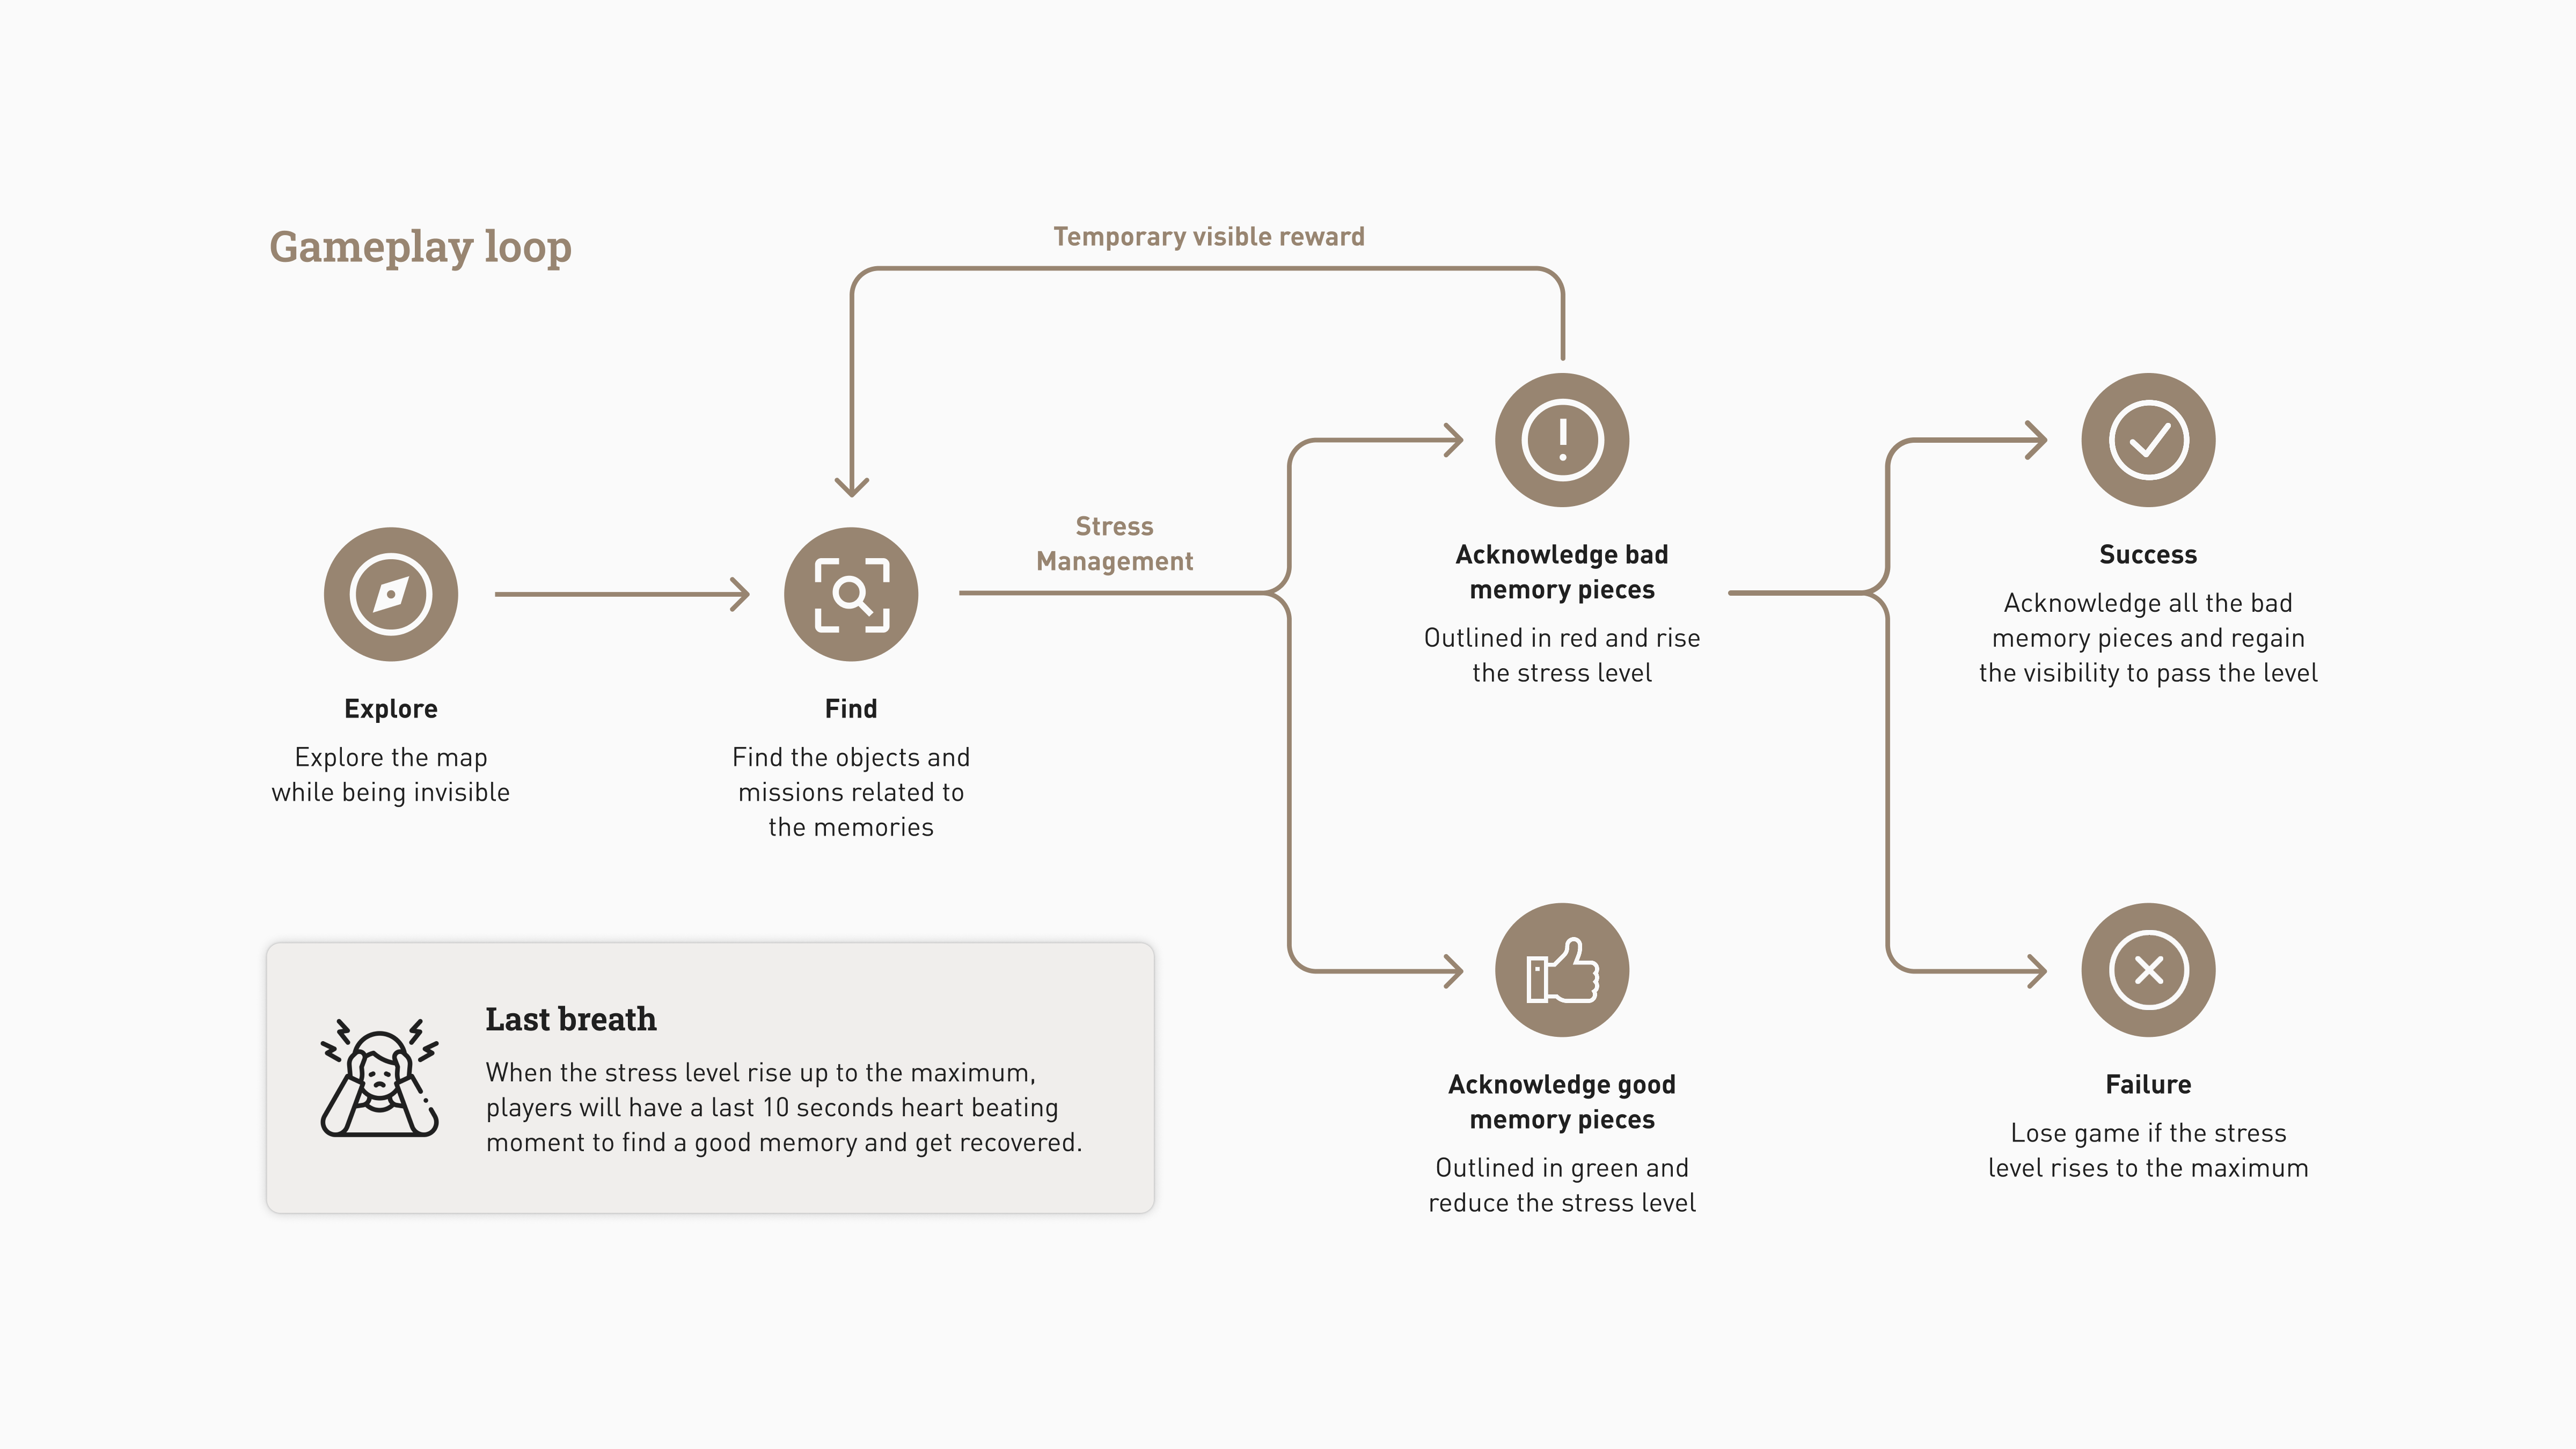 Gameplay loop
Temporary visible reward
Stress
Management
Explore
Explore the map
while being invisible
Find
Find the objects and
missions related to
the memories
Acknowledge bad
memory pieces
Outlined in red and rise
the stress level
Success
Acknowledge all the bad
memory pieces and regain
the visibility to pass the level
Last breath
When the stress level rise up to the maximum,
players will have a last 10 seconds heart beating
moment to find a good memory and get recovered.
Acknowledge good
memory pieces
Outlined in green and
reduce the stress level
Failure
Lose game if the stress
level rises to the maximum